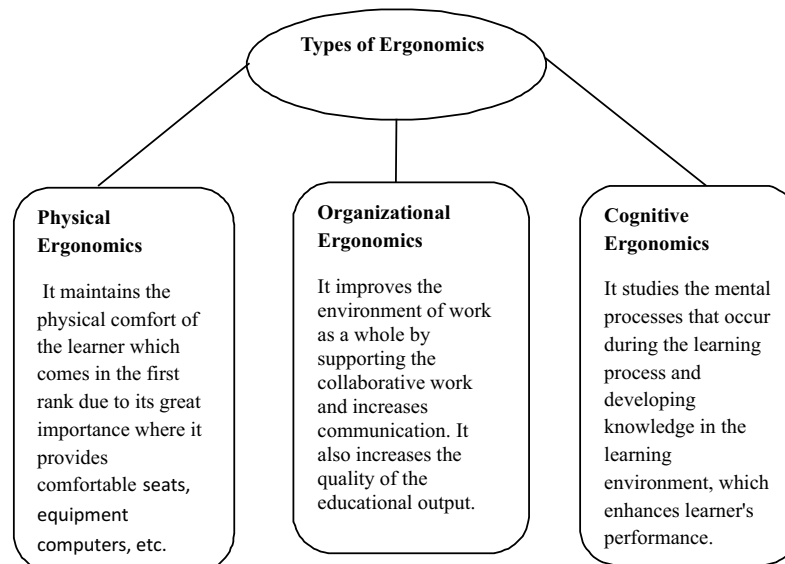 Types of Ergonomics
Physical
Ergonomics
It maintains the
physical comfort of
the learner which
comes in the first
rank due to its great
importance where it
provides
comfortable seats,
equipment
computers, etc.
Organizational
Ergonomics
It improves the
environment of work
as a whole by
supporting the
collaborative work
and increases
communication. It
also increases the
quality of the
educational output.
Cognitive
Ergonomics
It studies the mental
processes that occur
during the learning
process and
developing
knowledge in the
learning
environment, which
enhances learner's
performance.